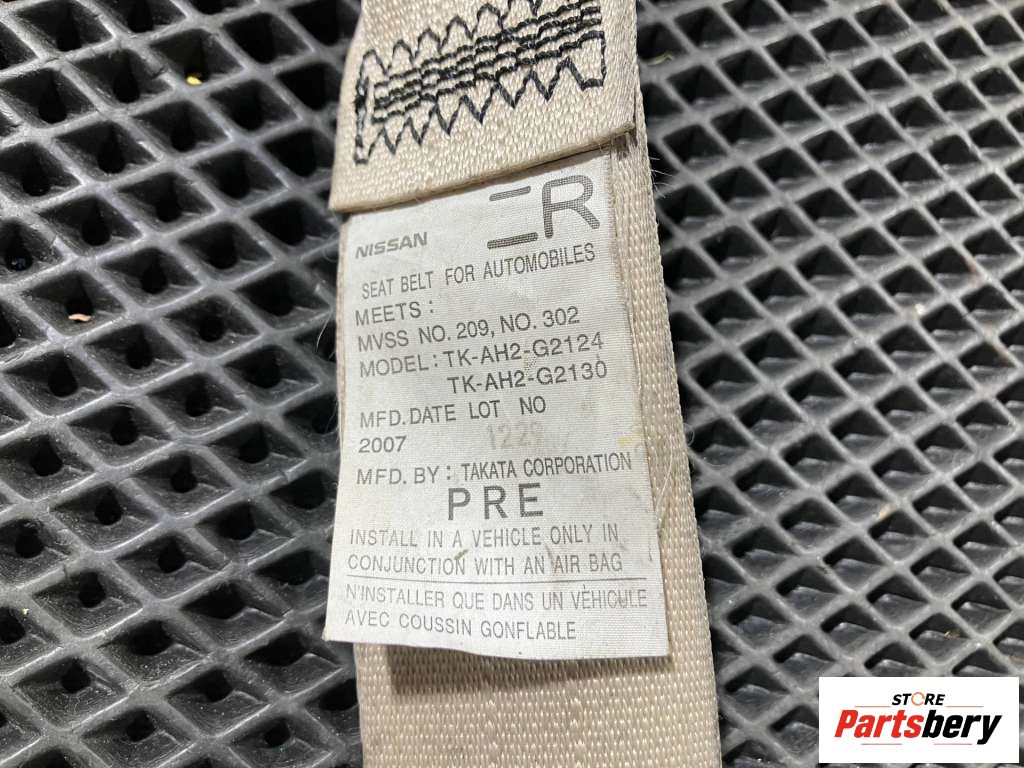 NISSAN ER
SEAT BELT FOR AUTOMOBILES
MEETS :
MVSS NO. 209, NO. 302
MODEL : TK-AH2-G2124
TK-AH2-G2130
MFD. DATE LOT NO
2007
MFD. BY : TAKATA CORPORATION
PRE
INSTALL IN A VEHICLE ONLY IN
CONJUNCTION WITH AN AIR BAG
N'INSTALLER QUE DANS UN VÉHICULE
AVEC COUSSIN GONFLABLE
STORE
Partsbery